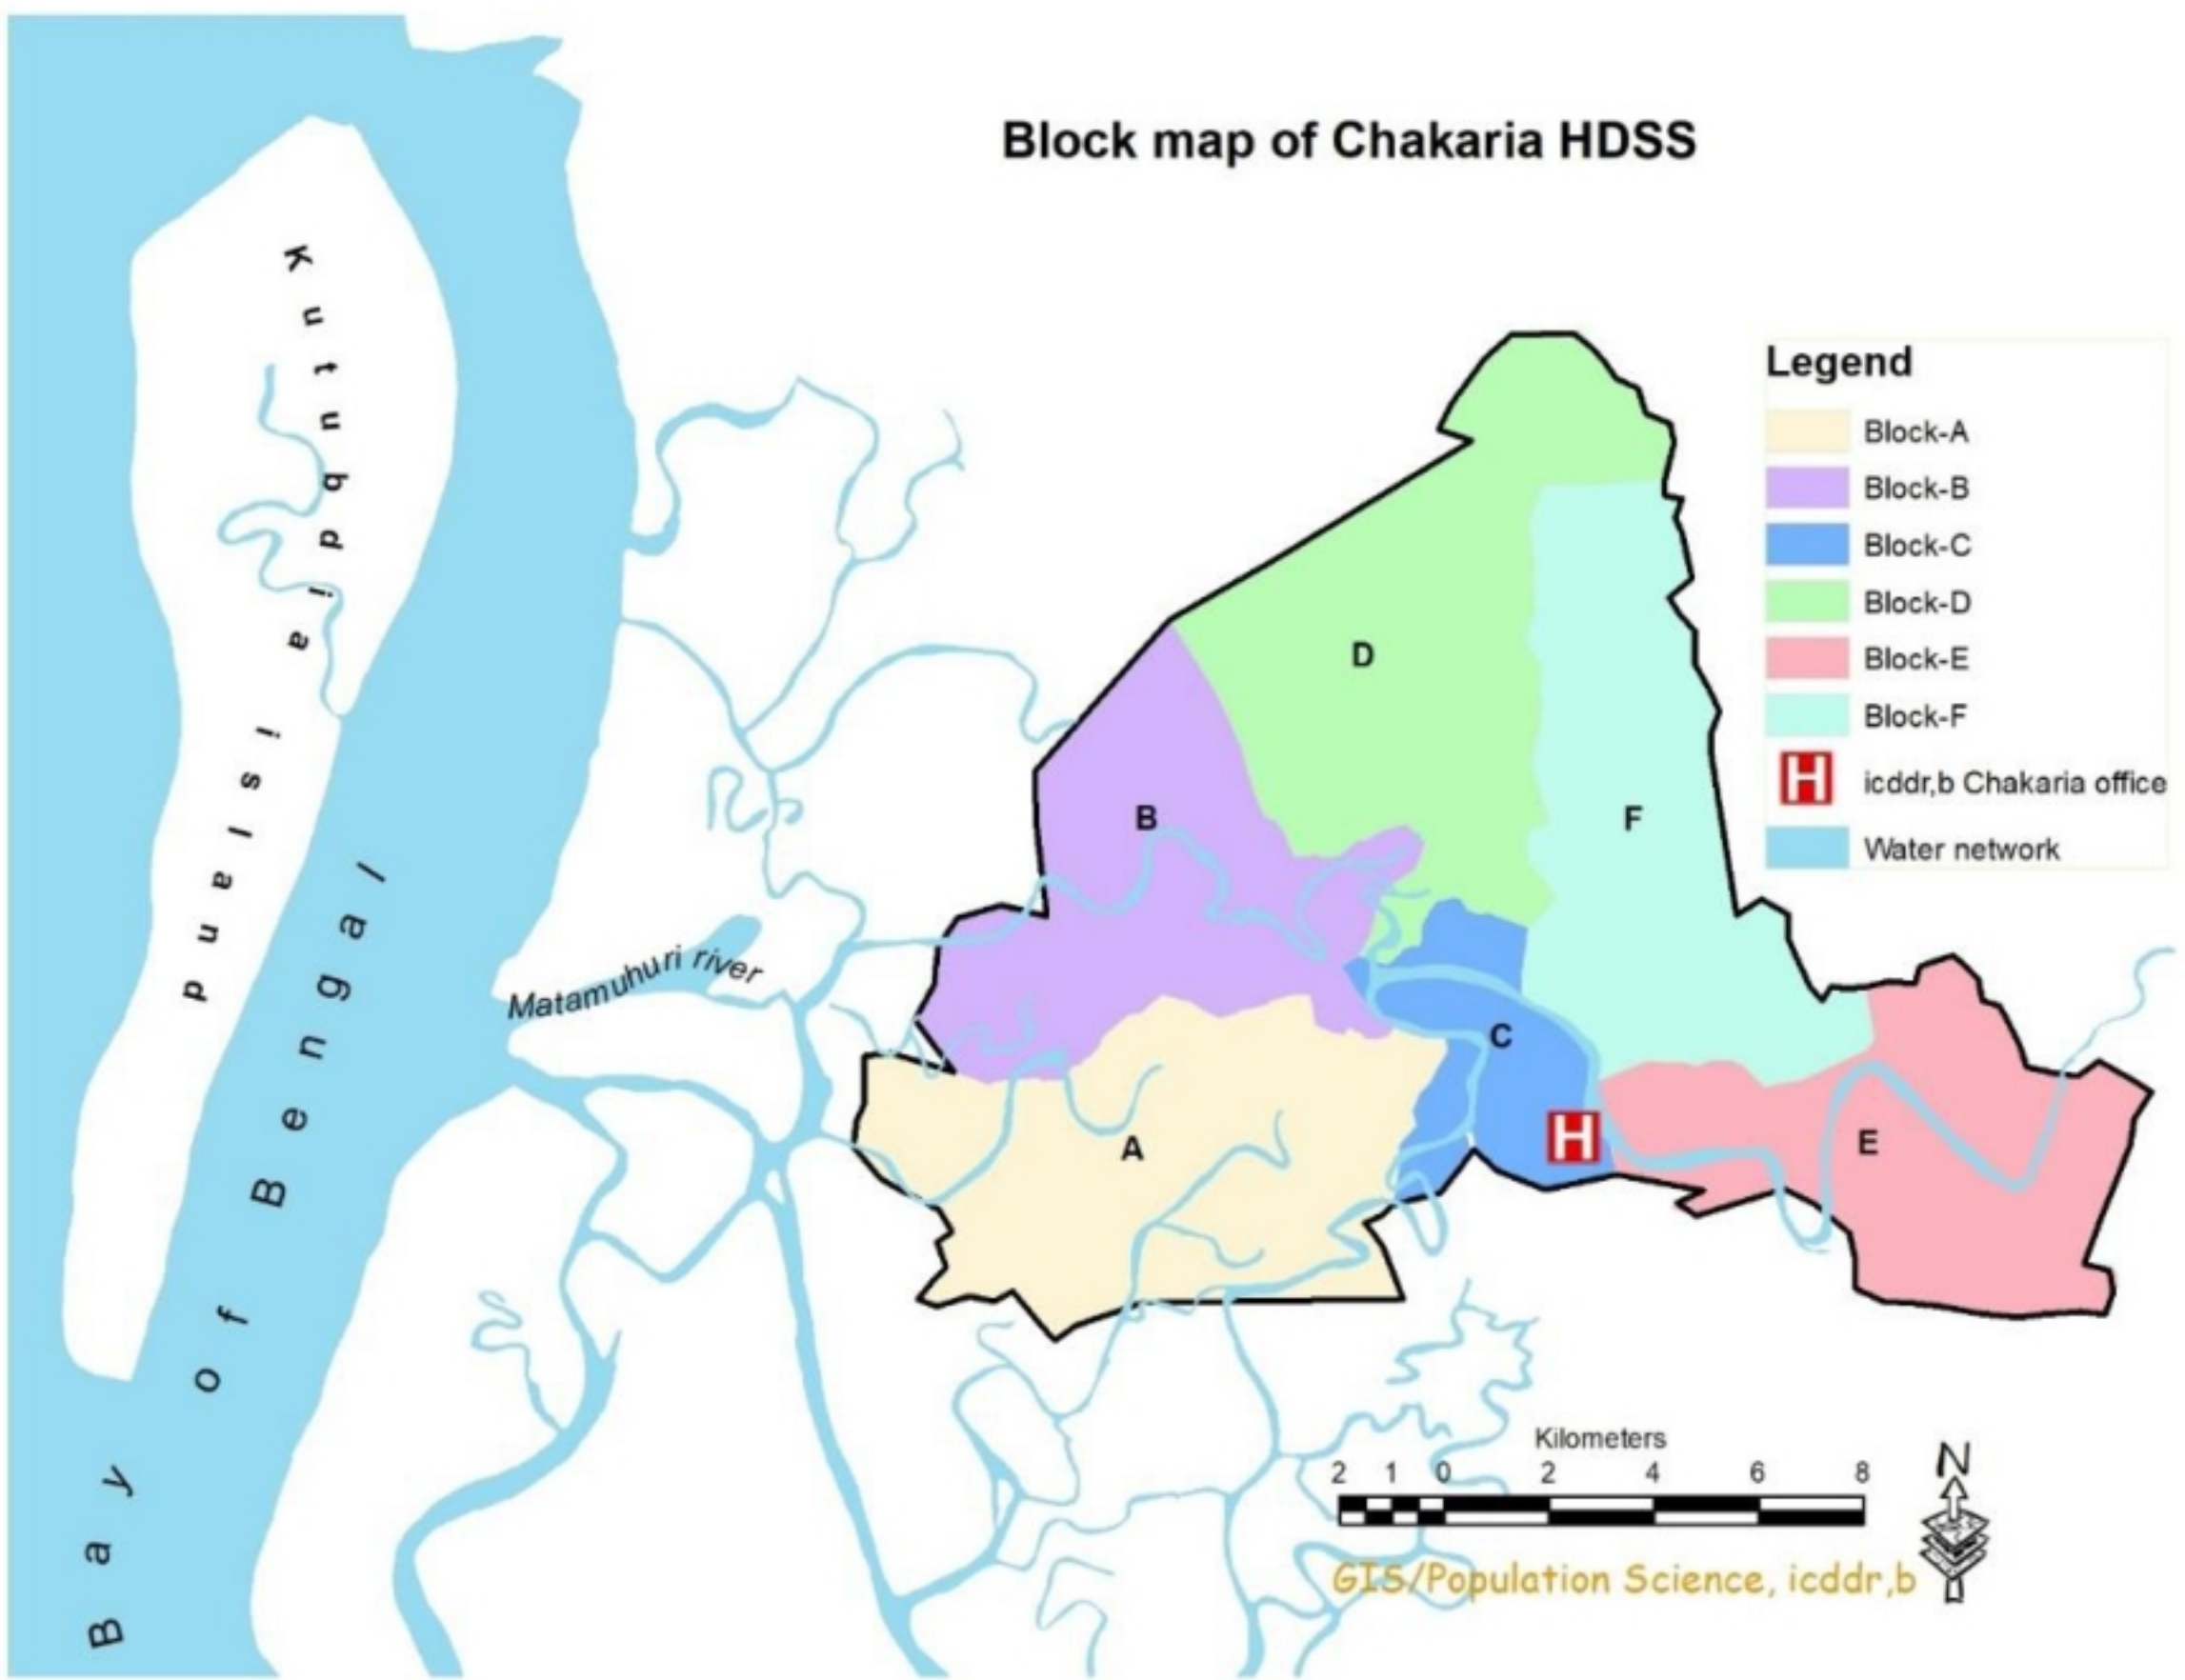 Block map of Chakaria HDSS
Kutubdia island
Bay of Bengal
Matamuhuri river
D
B
F
C
A
E
H
Legend
Block-A
Block-B
Block-C
Block-D
Block-E
Block-F
H icddr,b Chakaria office
Water network
Kilometers
2 1 0 2 4 6 8
N
GIS/Population Science, icddr,b